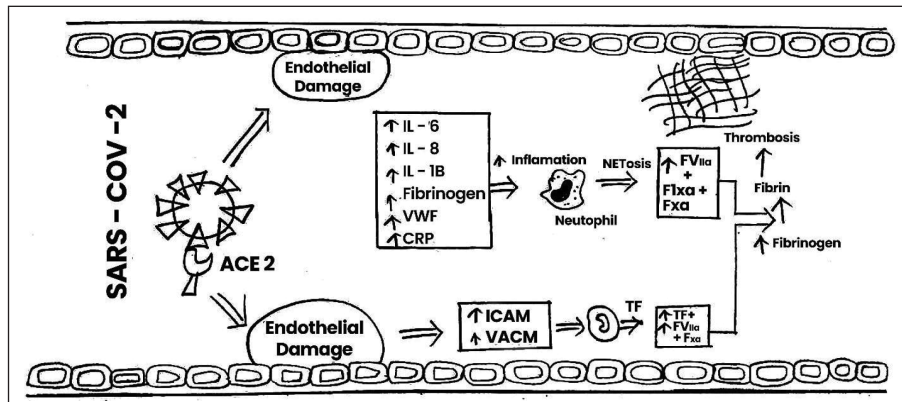 SARS - COV - 2
Endothelial
Damage
ACE 2
Endothelial
Damage
↑ IL - 6
↑ IL - 8
↑ IL - 1B
↑ Fibrinogen
↑ VWF
↑ CRP
↑ Inflamation
Neutophil
NETosis
↑ FVIIa
+
F1xa +
Fxa
Thrombosis
↑
Fibrin
↑
↑ Fibrinogen
↑ ICAM
↑ VACM
TF
↑ TF+
↑ FVIIa
+ Fxa